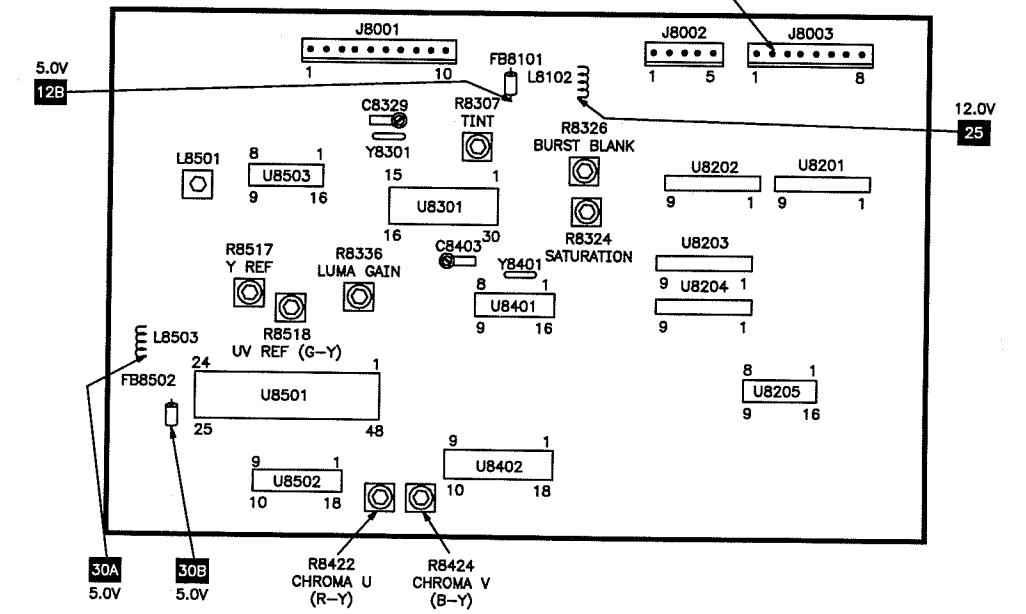 J8001
J8002
J8003
1
10
1
5
1
8
5.0V
12B
FB8101
L8102
12.0V
25
C8329
R8307
TINT
Y8301
R8326
BURST BLANK
L8501
8
1
U8503
9
16
15
1
U8301
16
30
U8202
9
1
U8201
9
1
R8324
SATURATION
C8403
Y8401
8
1
U8401
9
16
U8203
9
1
U8204
9
1
R8517
Y REF
R8336
LUMA GAIN
R8518
UV REF (G-Y)
L8503
FB8502
24
1
U8501
25
48
8
1
U8205
9
16
9
1
U8502
10
18
9
1
U8402
10
18
30A
5.0V
30B
5.0V
R8422
CHROMA U
(R-Y)
R8424
CHROMA V
(B-Y)